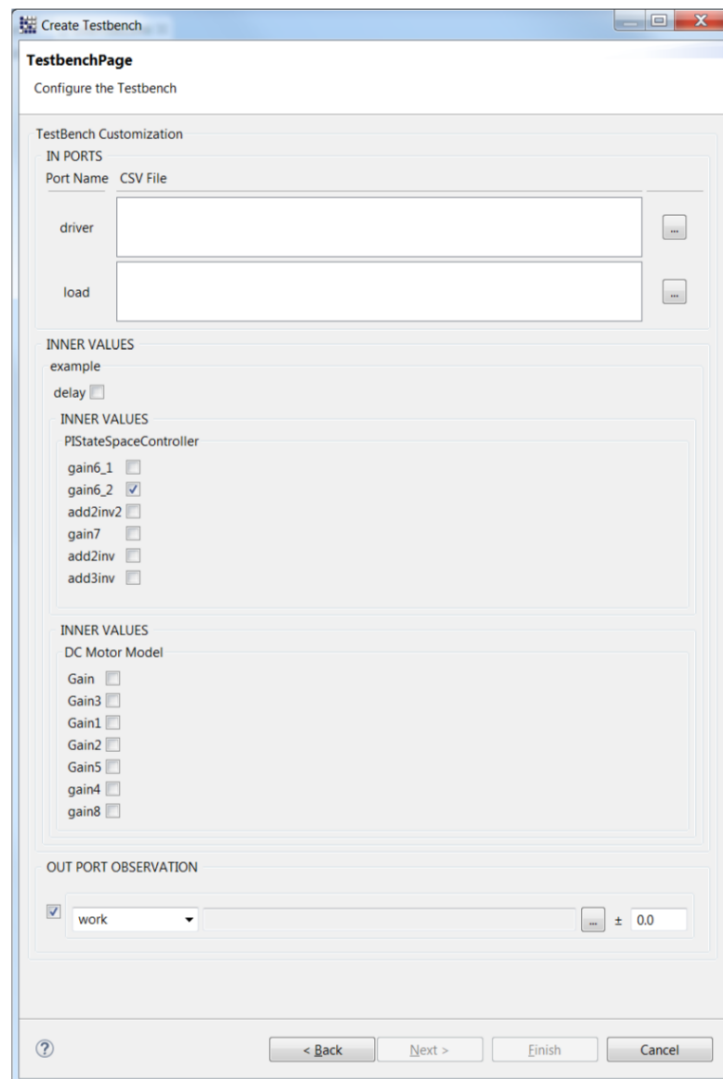 Create Testbench
TestbenchPage
Configure the Testbench
TestBench Customization
IN PORTS
Port Name CSV File
driver
...
load
...
INNER VALUES
example
delay
INNER VALUES
PIStateSpaceController
gain6_1
gain6_2
add2inv2
gain7
add2inv
add3inv
INNER VALUES
DC Motor Model
Gain
Gain3
Gain1
Gain2
Gain5
gain4
gain8
OUT PORT OBSERVATION
work ... ± 0.0
? < Back Next > Finish Cancel